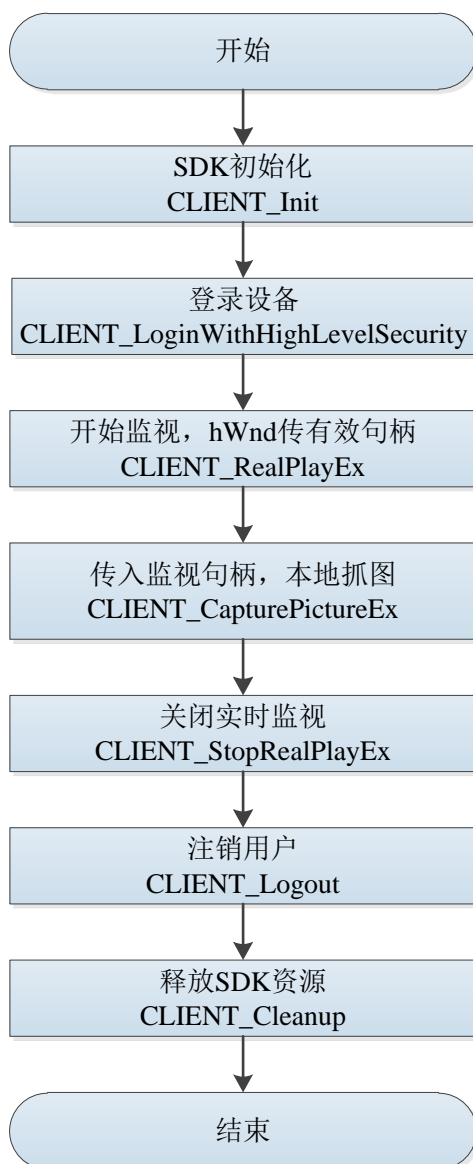 开始
SDK初始化
CLIENT_Init
登录设备
CLIENT_LoginWithHighLevelSecurity
开始监视，hWnd传有效句柄
CLIENT_RealPlayEx
传入监视句柄，本地抓图
CLIENT_CapturePictureEx
关闭实时监视
CLIENT_StopRealPlayEx
注销用户
CLIENT_Logout
释放SDK资源
CLIENT_Cleanup
结束